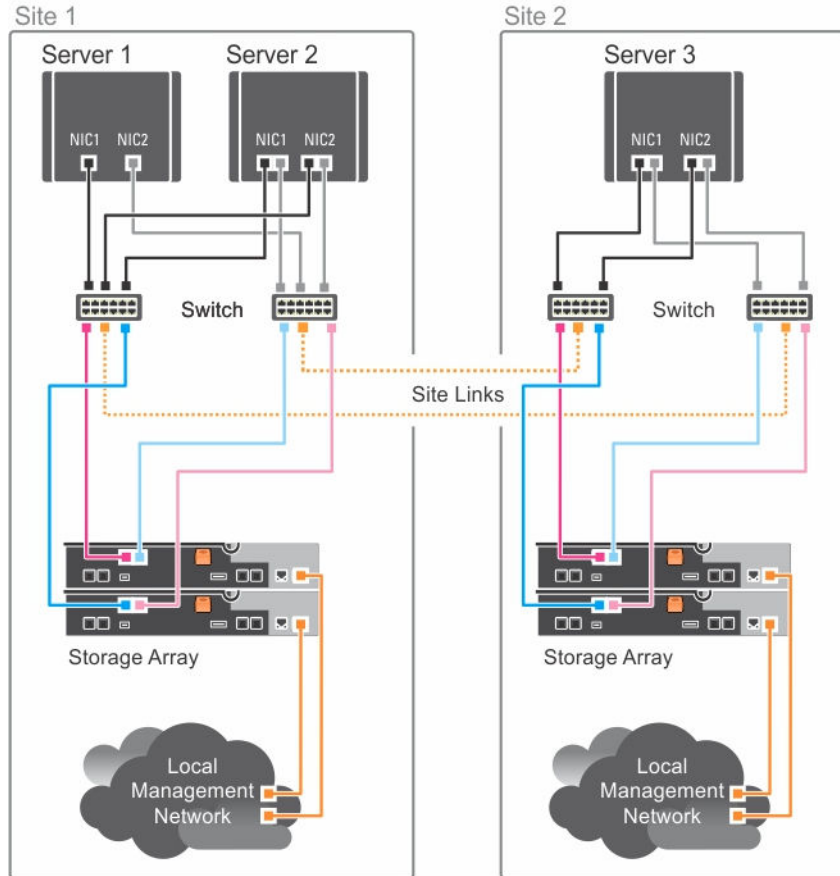 Site 1
Site 2
Server 1
Server 2
Server 3
NIC1
NIC2
NIC1
NIC2
NIC1
NIC2
Switch
Switch
Site Links
Storage Array
Storage Array
Local
Management
Network
Local
Management
Network